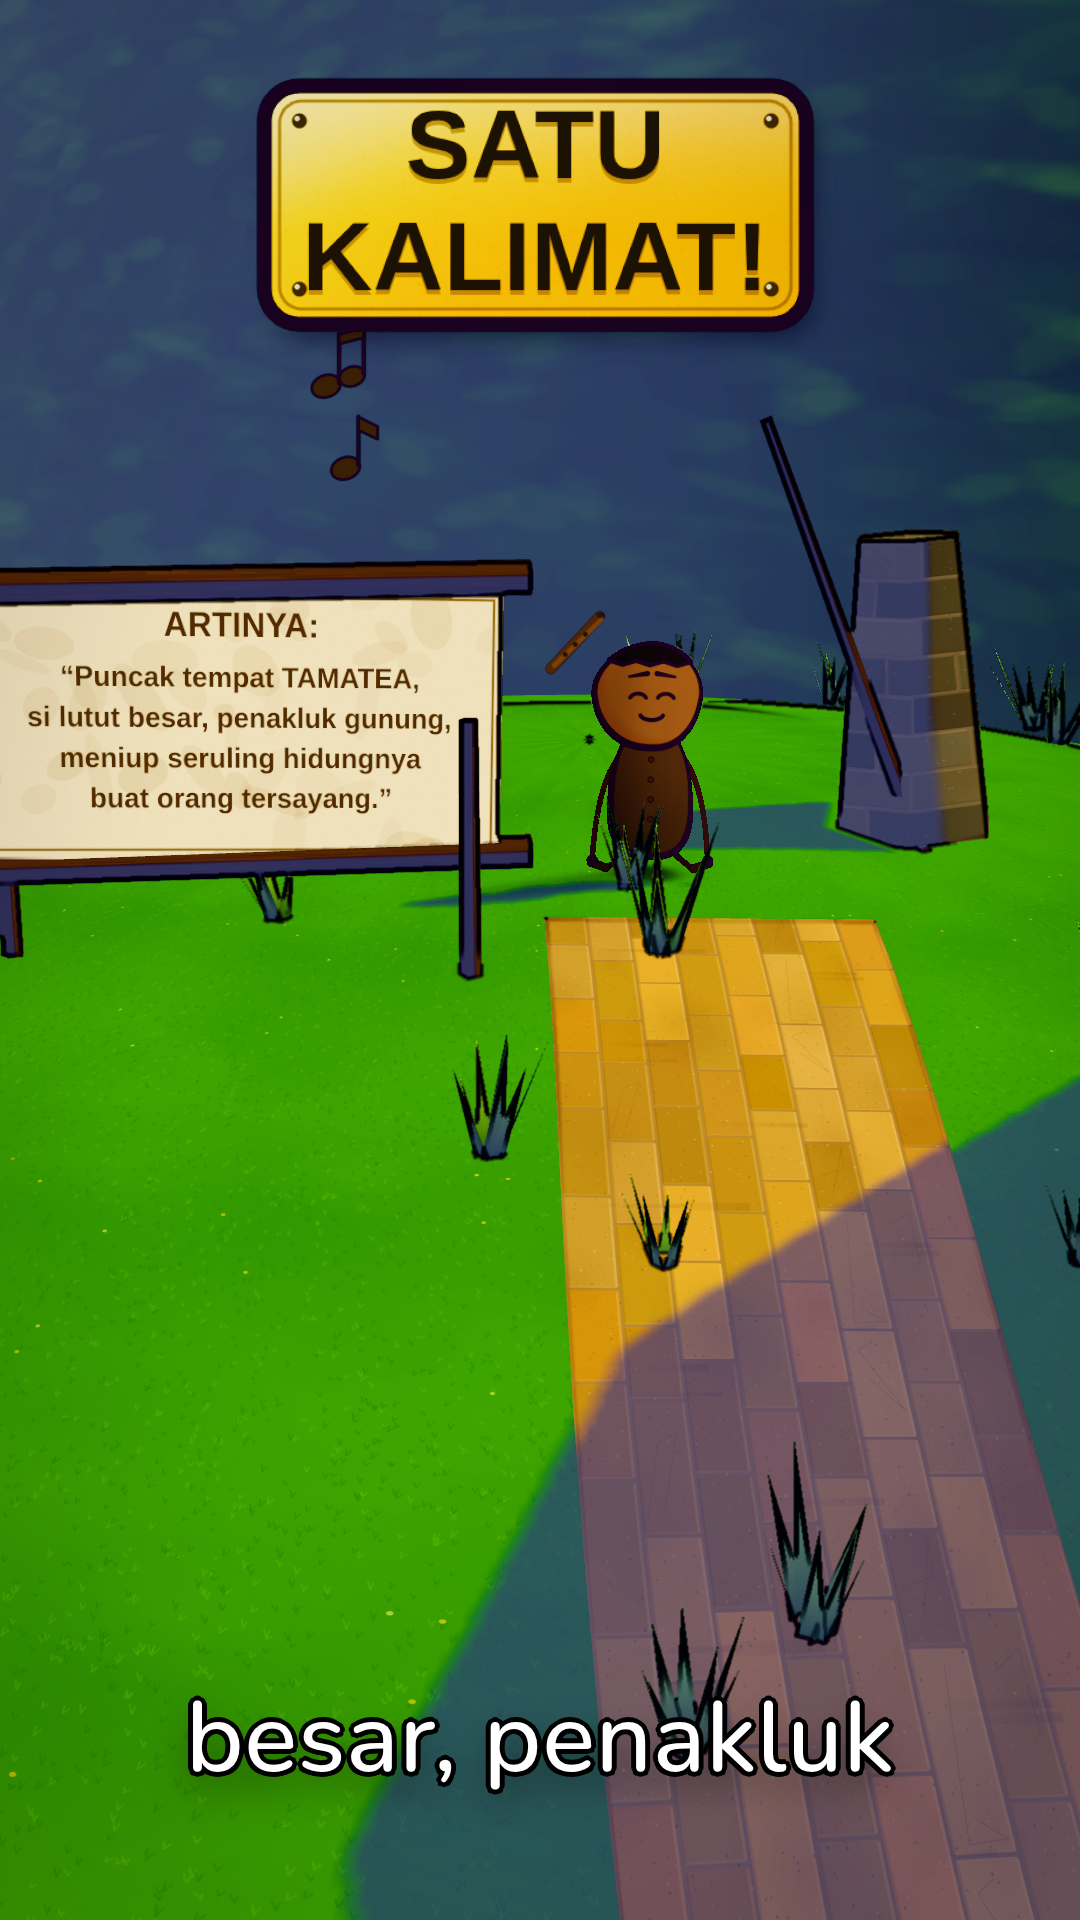 SATU
KALIMAT!
ARTINYA:
“Puncak tempat TAMATEA,
si lutut besar, penakluk gunung,
meniup seruling hidungnya
buat orang tersayang.”
besar, penakluk